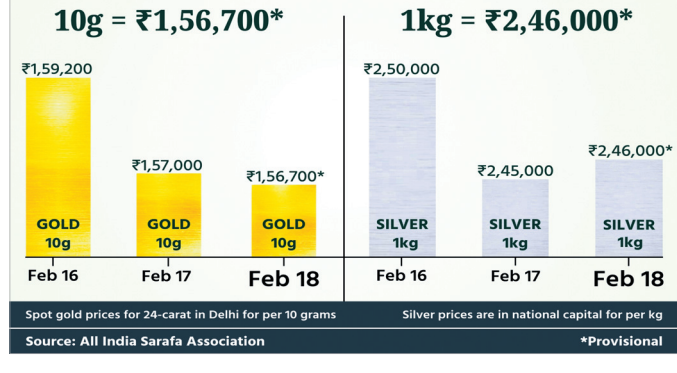 10g = ₹1,56,700*
1kg = ₹2,46,000*
₹1,59,200
₹1,57,000
₹1,56,700*
GOLD
10g
GOLD
10g
GOLD
10g
Feb 16
Feb 17
Feb 18
₹2,50,000
₹2,45,000
₹2,46,000*
SILVER
1kg
SILVER
1kg
SILVER
1kg
Feb 16
Feb 17
Feb 18
Spot gold prices for 24-carat in Delhi for per 10 grams
Silver prices are in national capital for per kg
Source: All India Sarafa Association
*Provisional